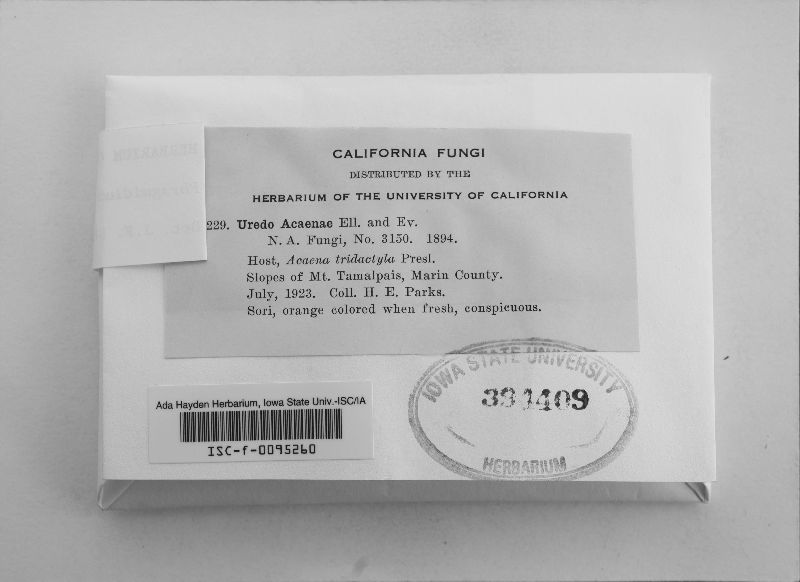 CALIFORNIA FUNGI
DISTRIBUTED BY THE
HERBARIUM OF THE UNIVERSITY OF CALIFORNIA
229. Uredo Acaenae Ell. and Ev.
N. A. Fungi, No. 3150. 1894.
Host, Acaena tridactyla Presl.
Slopes of Mt. Tamalpais, Marin County.
July, 1923. Coll. H. E. Parks.
Sori, orange colored when fresh, conspicuous.
Ada Hayden Herbarium, Iowa State Univ.-ISC/IA
ISC-f-0095260
IOWA STATE UNIVERSITY
HERBARIUM